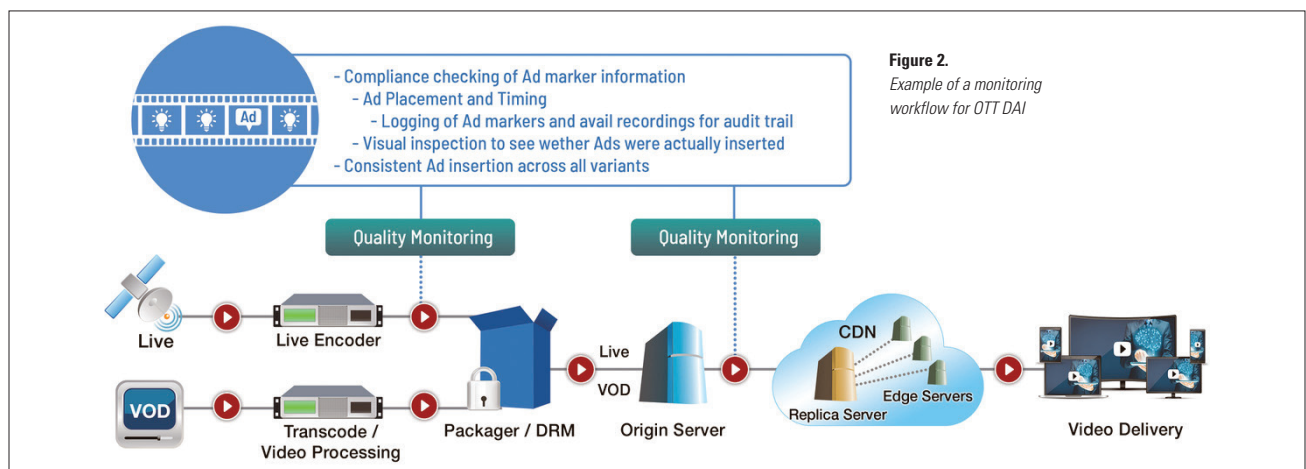 Figure 2.
Example of a monitoring
workflow for OTT DAI
- Compliance checking of Ad marker information
- Ad Placement and Timing
- Logging of Ad markers and avail recordings for audit trail
- Visual inspection to see wether Ads were actually inserted
- Consistent Ad insertion across all variants
Ad
Quality Monitoring
Quality Monitoring
Live
Live Encoder
VOD
Transcode /
Video Processing
Packager / DRM
Live
VOD
Origin Server
CDN
Replica Server
Edge Servers
Video Delivery